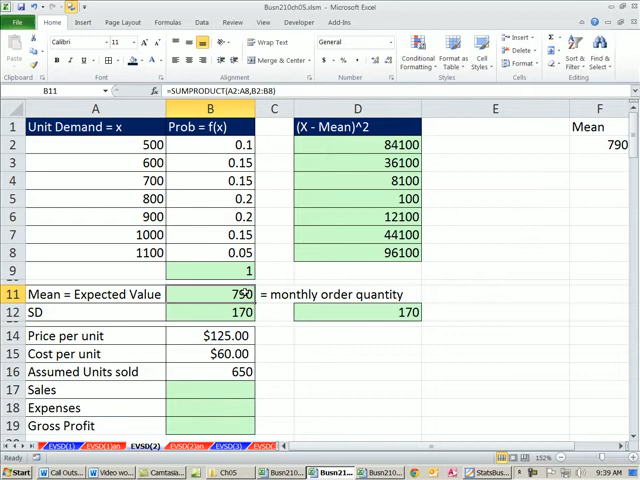 Busn210ch05.xlsm - Microsoft Excel
File Home Insert Page Layout Formulas Data Review View Developer Add-Ins
Calibri 11 Wrap Text General Insert
Paste B I U Merge & Center $ % , Conditional Formatting Format as Table Cell Styles Delete Format Sort & Filter Find & Select
Clipboard Font Alignment Number Styles Cells Editing
B11 fx =SUMPRODUCT(A2:A8,B2:B8)
A B C D E F
1 Unit Demand = x Prob = f(x) (X - Mean)^2 Mean
2 500 0.1 84100 790
3 600 0.15 36100
4 700 0.15 8100
5 800 0.2 100
6 900 0.2 12100
7 1000 0.15 44100
8 1100 0.05 96100
9 1
11 Mean = Expected Value 790 = monthly order quantity
12 SD 170 170
14 Price per unit $125.00
15 Cost per unit $60.00
16 Assumed Units sold 650
17 Sales
18 Expenses
19 Gross Profit
EVSD(1) EVSD(1)an EVSD(2) EVSD(2)an EVSD(3) EVSD(3)an
Ready 152%
Start Call Outs... Video wo... Camtasia... Ch05 Busn210... Busn21... Busn210... StatsBus... 9:39 AM